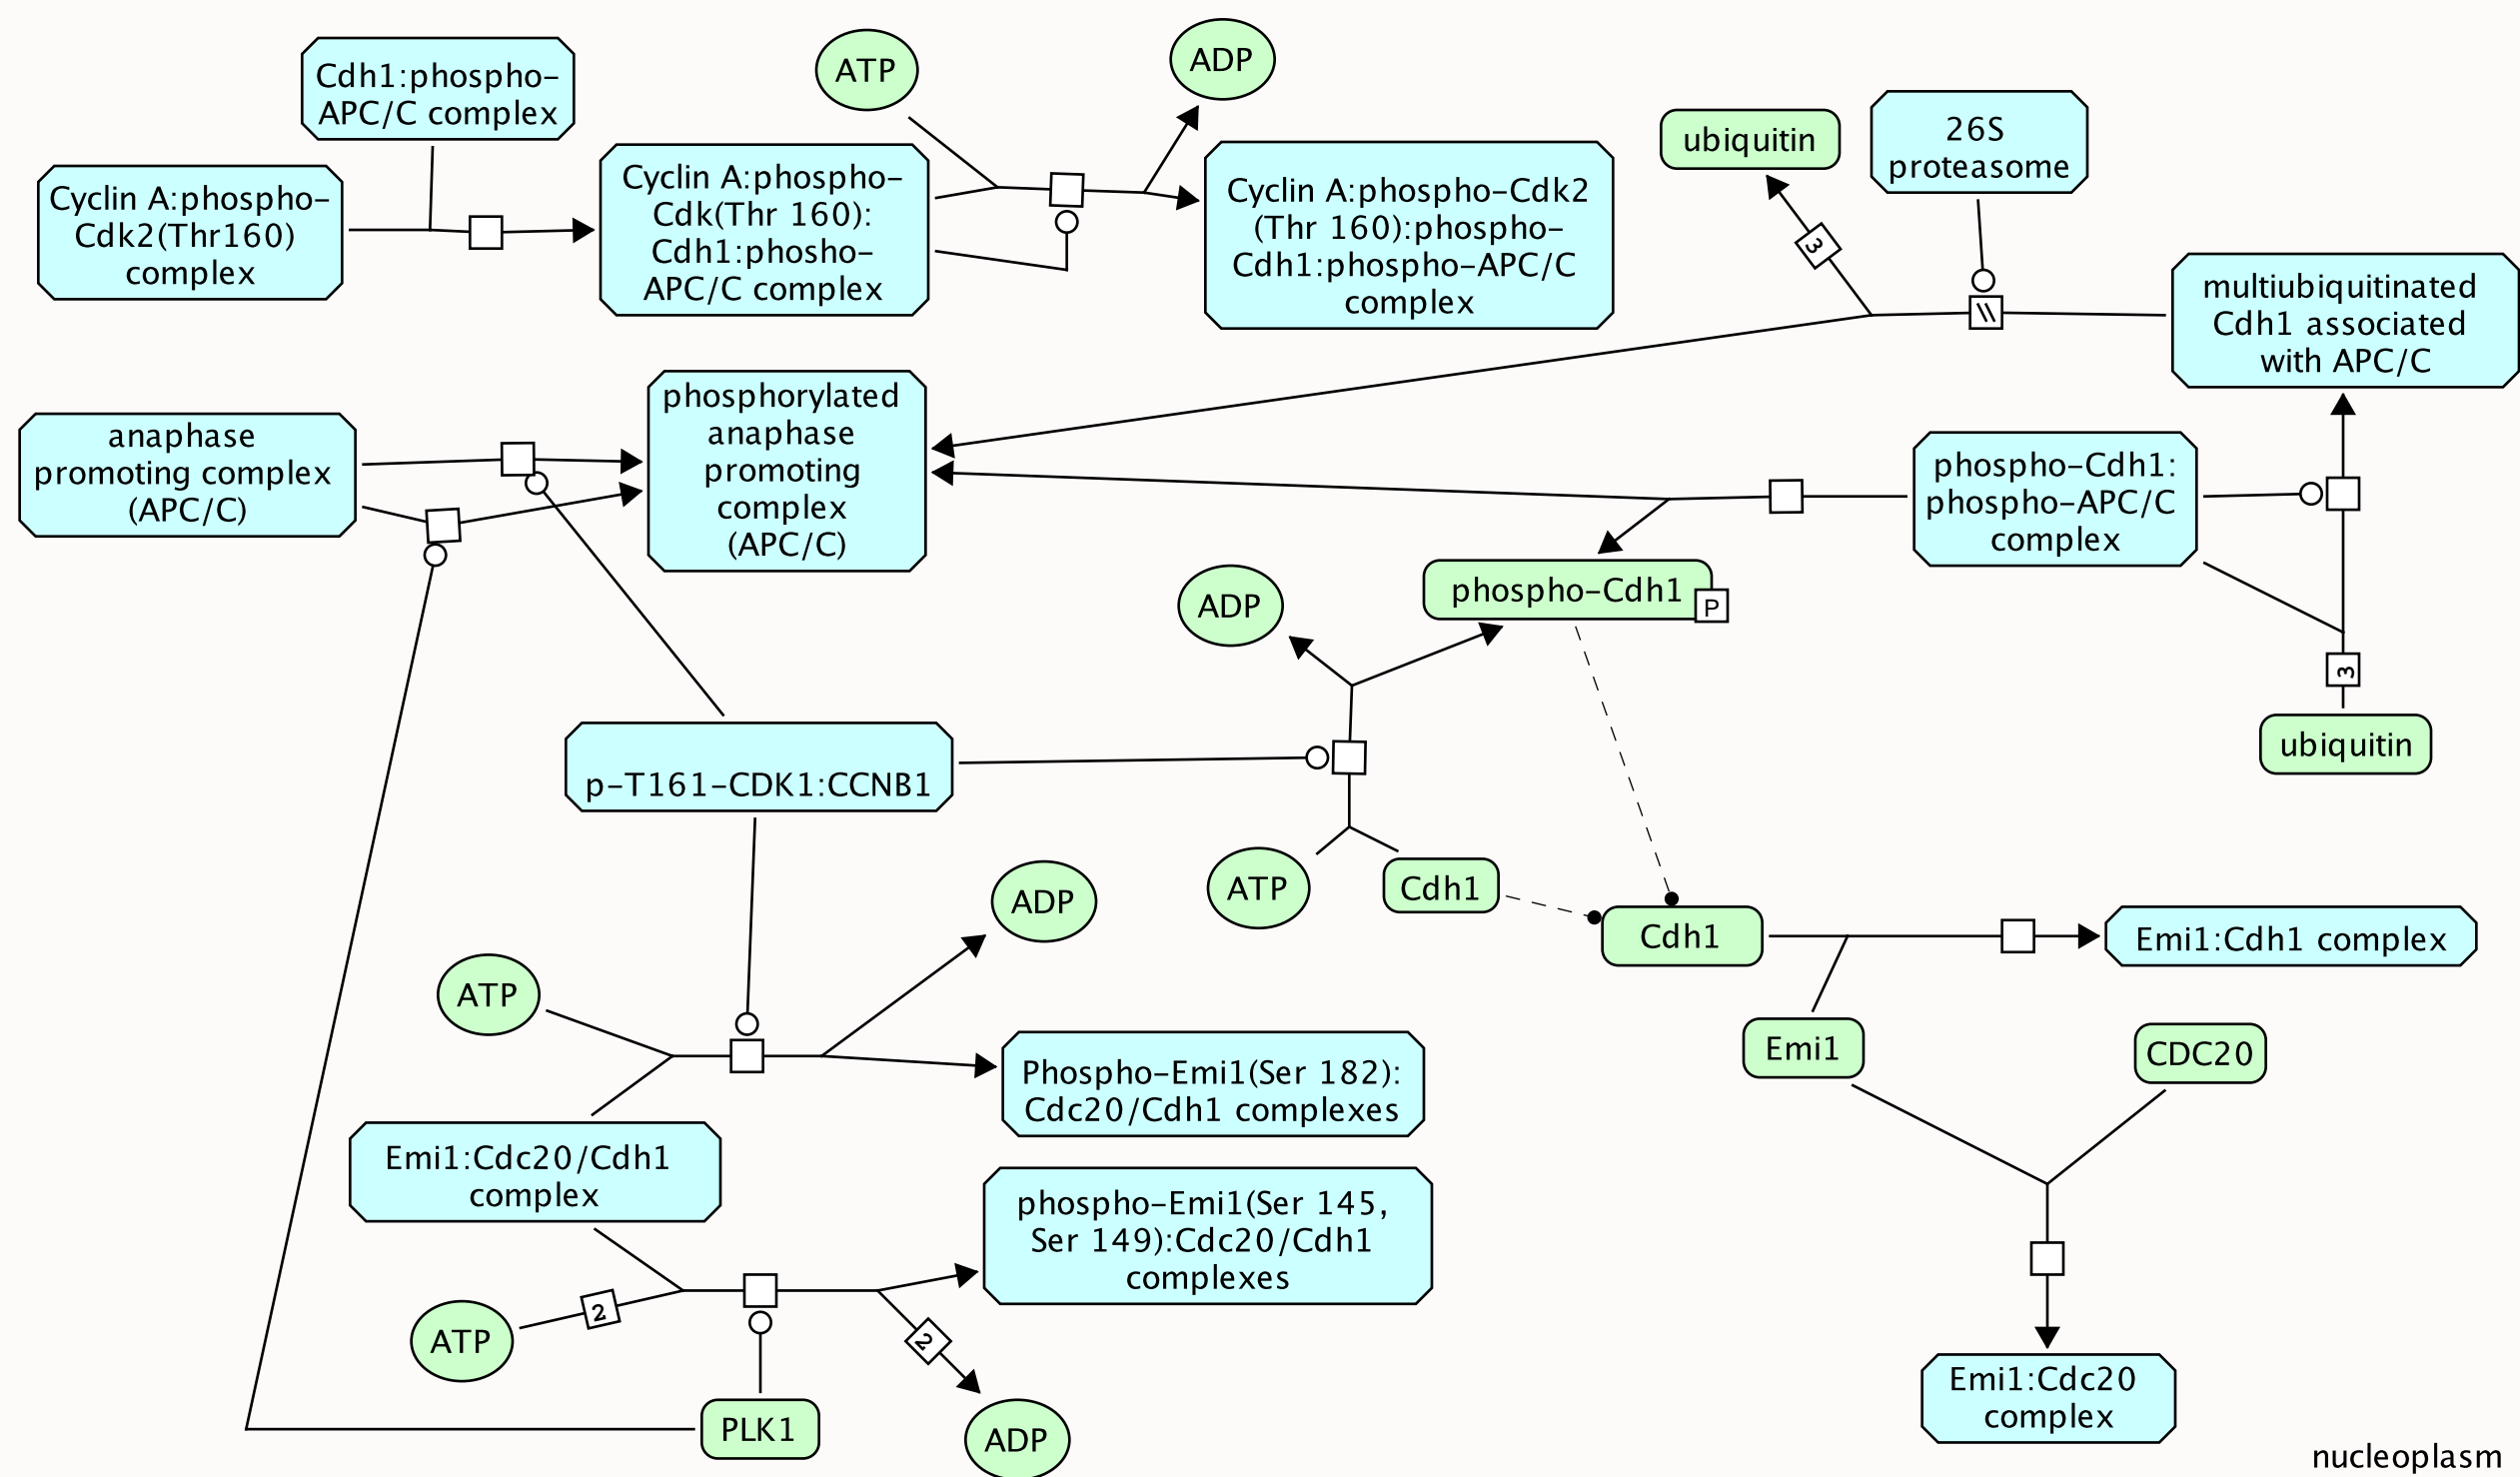 Cdh1:phospho-
APC/C complex
ATP
ADP
Cyclin A:phospho-
Cdk2(Thr160)
complex
Cyclin A:phospho-
Cdk(Thr 160):
Cdh1:phosho-
APC/C complex
Cyclin A:phospho-Cdk2
(Thr 160):phospho-
Cdh1:phospho-APC/C
complex
ubiquitin
26S
proteasome
3
\\
multiubiquitinated
Cdh1 associated
with APC/C
anaphase
promoting complex
(APC/C)
phosphorylated
anaphase
promoting
complex
(APC/C)
phospho-Cdh1:
phospho-APC/C
complex
ADP
phospho-Cdh1
P
3
ubiquitin
p-T161-CDK1:CCNB1
ATP
Cdh1
ADP
Cdh1
Emi1:Cdh1 complex
ATP
Emi1
CDC20
Phospho-Emi1(Ser 182):
Cdc20/Cdh1 complexes
Emi1:Cdc20/Cdh1
complex
phospho-Emi1(Ser 145,
Ser 149):Cdc20/Cdh1
complexes
2
ATP
2
PLK1
ADP
Emi1:Cdc20
complex
nucleoplasm